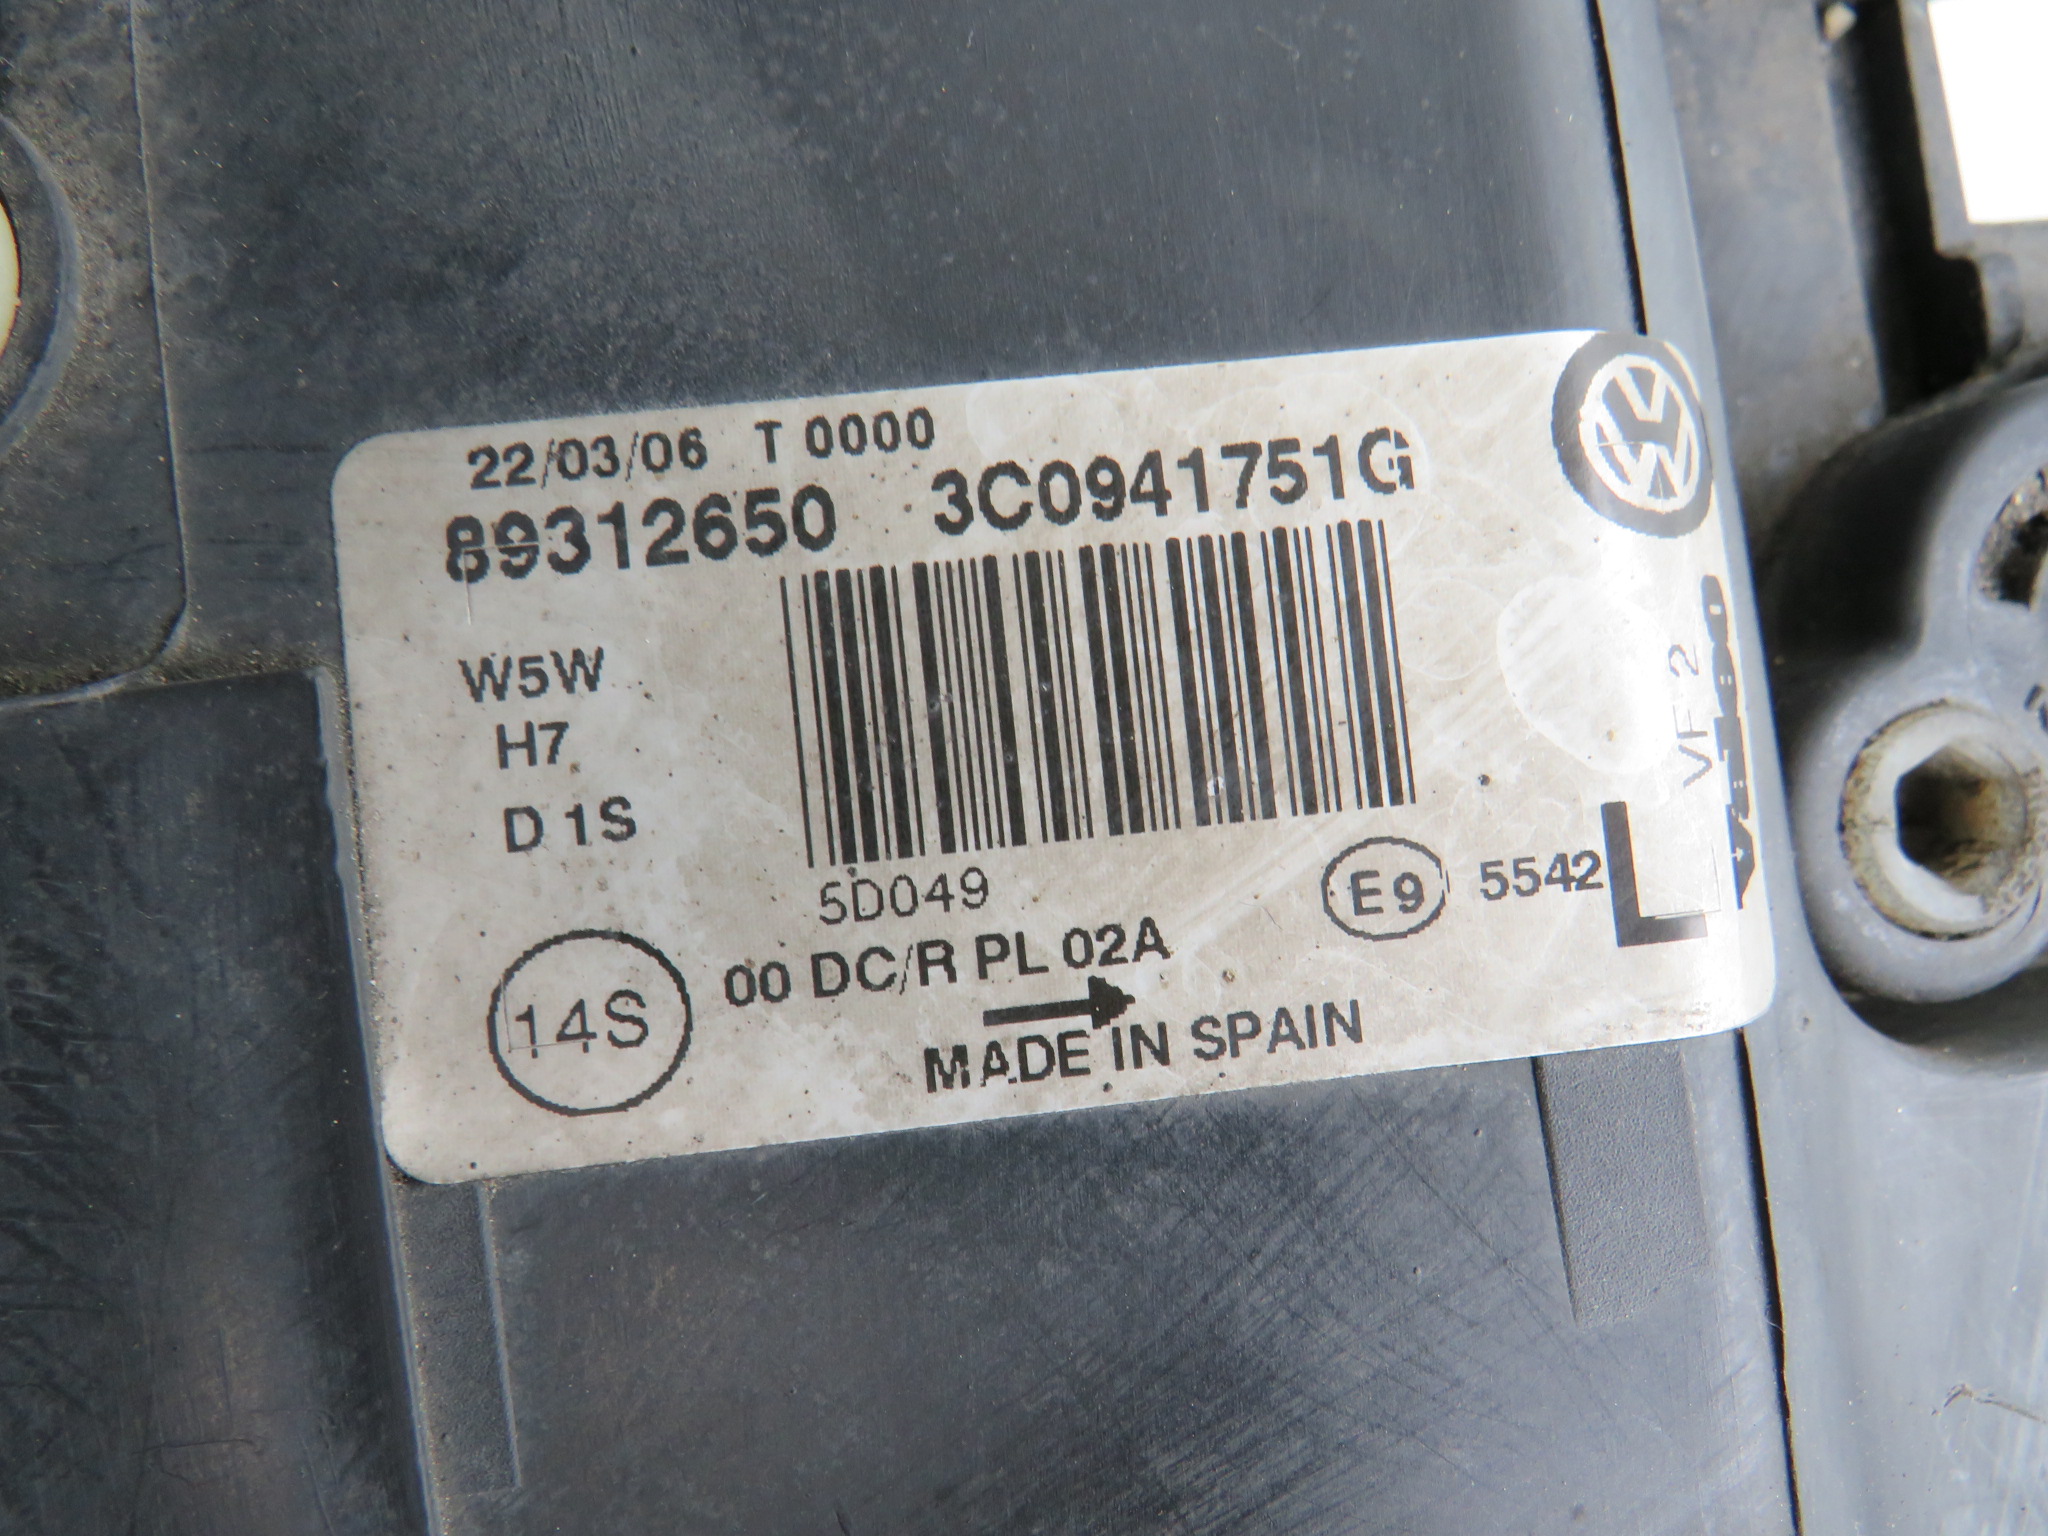 22/03/06 T 0000
89312650 3C0941751G
W5W
H7
D1S
5D049
E9 5542
L
VF2
14S
00 DC/R PL 02A
MADE IN SPAIN